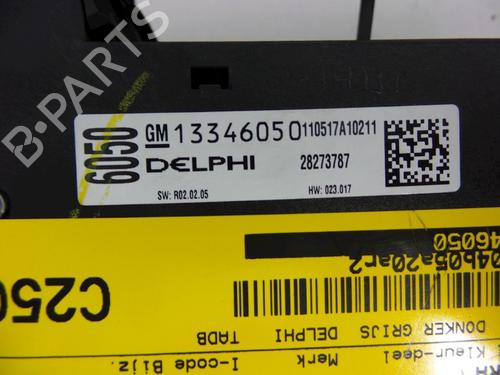 6050
GM 13346050 110517A10211
DELPHI 28273787
SW: R02.02.05 HW: 023.017
B-PARTS
46050
04b05a20ar2
C250
I-code Bijz. TADB
Merk DELPHI
Kleur-deel DONKER GRIJS